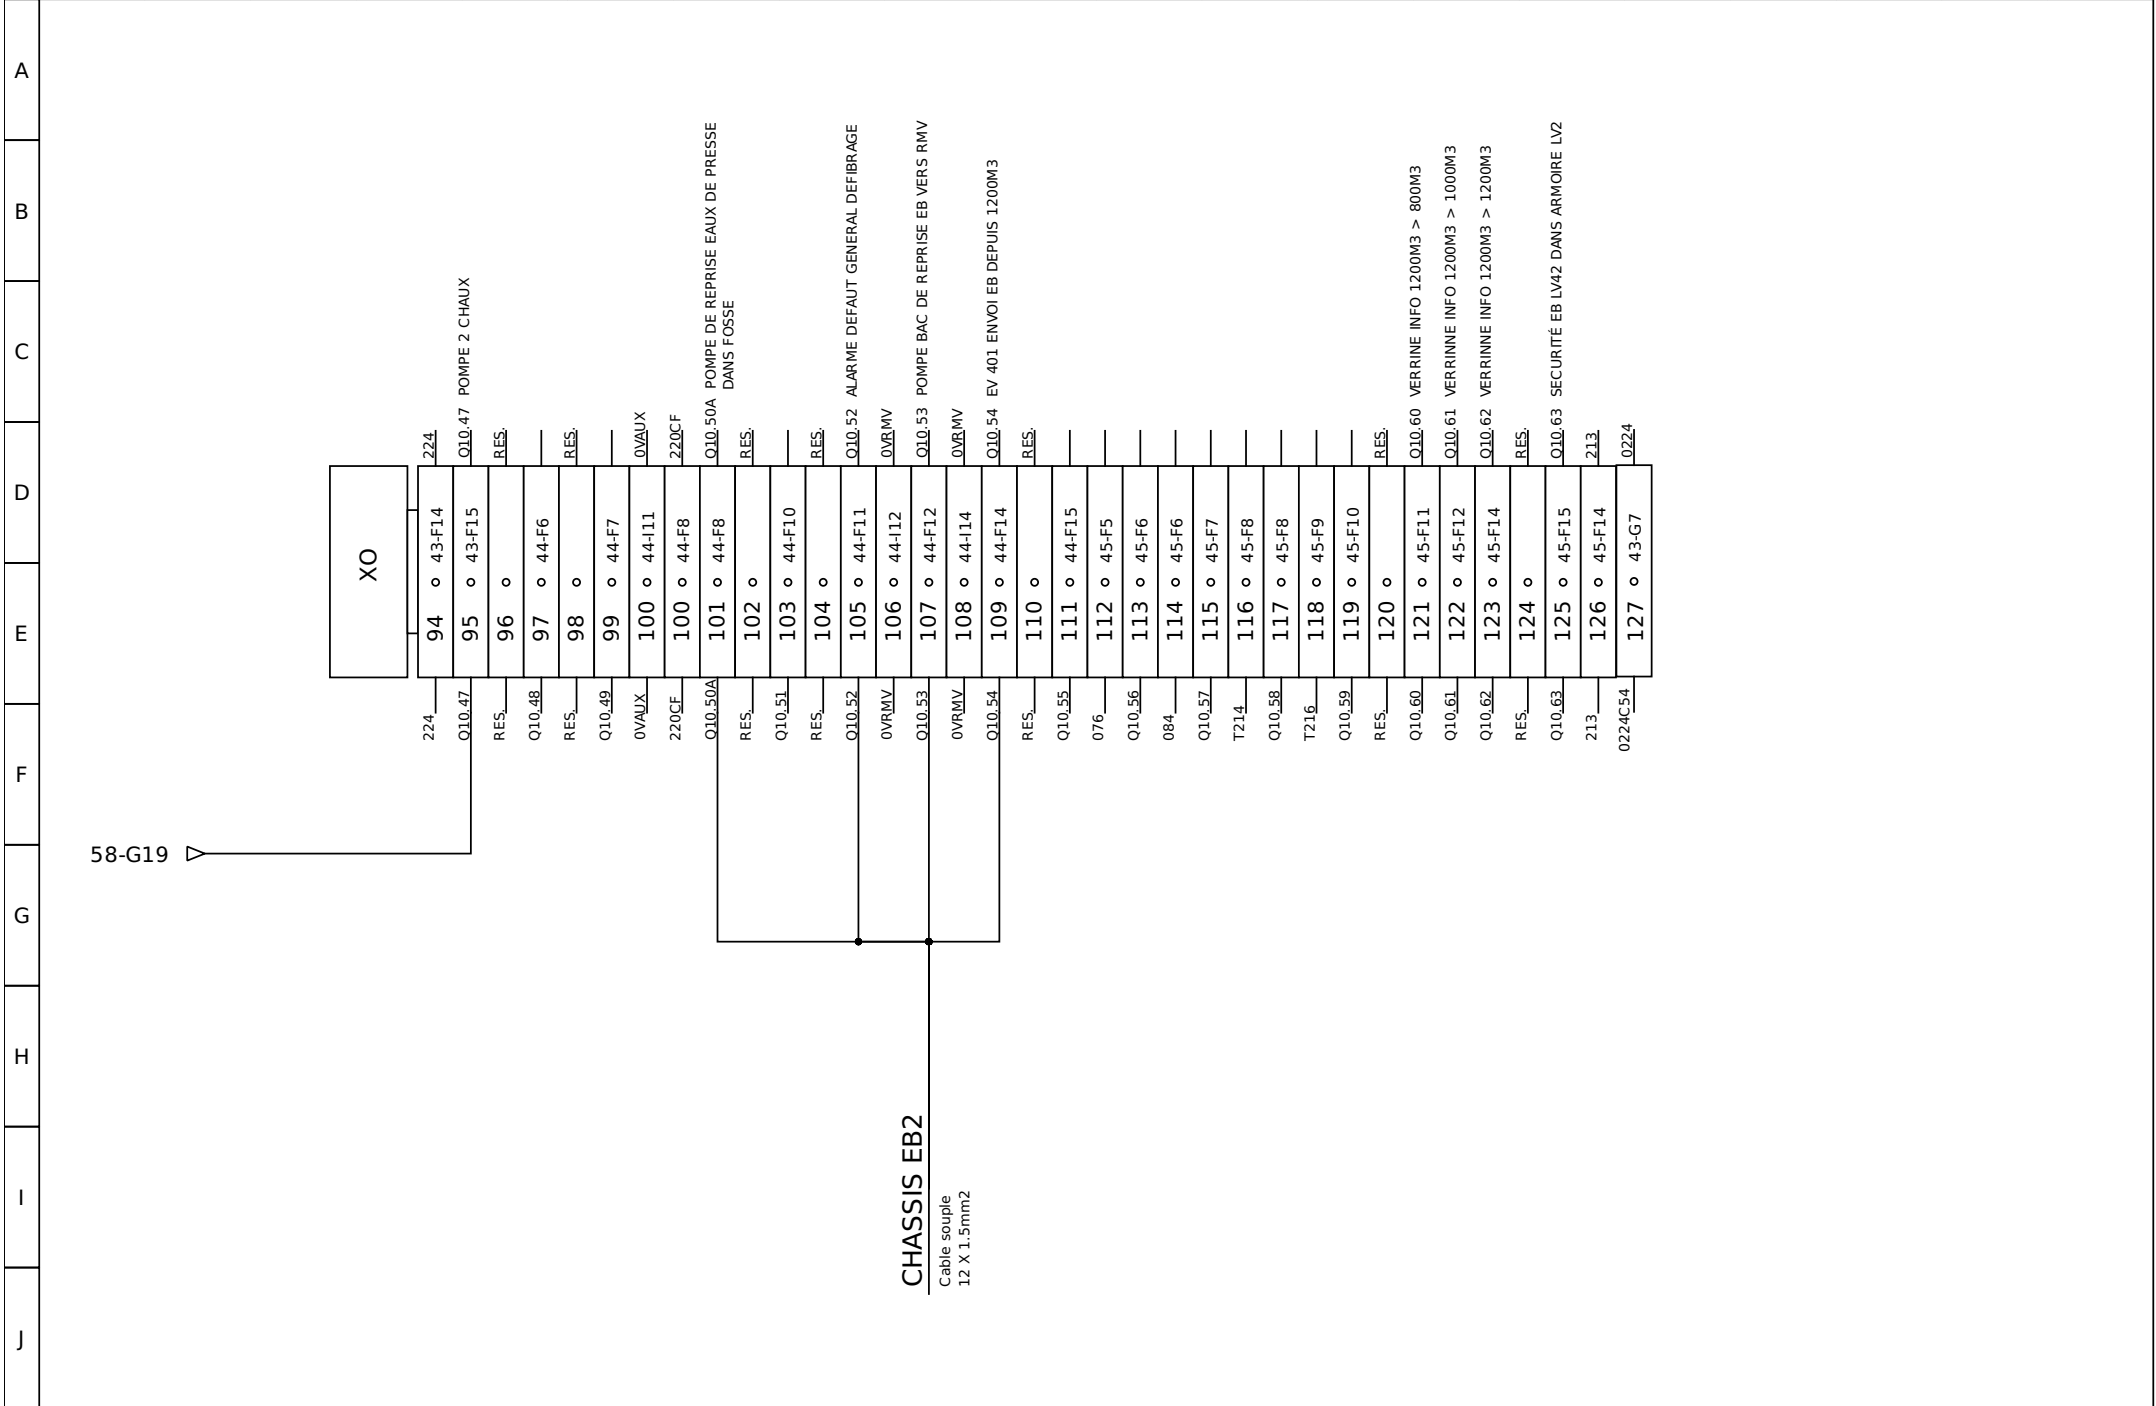 A
B
C
D
E
F
G
H
I
J
224
Q10.47 POMPE 2 CHAUX
RES.
RES.
0VAUX
220CF
Q10.50A POMPE DE REPRISE EAUX DE PRESSE
DANS FOSSE
RES.
RES.
Q10.52 ALARME DEFAUT GENERAL DEFIBRAGE
0VRMV
Q10.53 POMPE BAC DE REPRISE EB VERS RMV
0VRMV
Q10.54 EV 401 ENVOI EB DEPUIS 1200M3
RES.
RES.
Q10.60 VERRINE INFO 1200M3 > 800M3
Q10.61 VERRINNE INFO 1200M3 > 1000M3
Q10.62 VERRINNE INFO 1200M3 > 1200M3
RES.
Q10.63 SECURITÉ EB LV42 DANS ARMOIRE LV2
213
0224
XO
94 43-F14
95 43-F15
96
97 44-F6
98
99 44-F7
100 44-I11
100 44-F8
101 44-F8
102
103 44-F10
104
105 44-F11
106 44-I12
107 44-F12
108 44-I14
109 44-F14
110
111 44-F15
112 45-F5
113 45-F6
114 45-F6
115 45-F7
116 45-F8
117 45-F8
118 45-F9
119 45-F10
120
121 45-F11
122 45-F12
123 45-F14
124
125 45-F15
126 45-F14
127 43-G7
224
Q10.47
RES.
Q10.48
RES.
Q10.49
0VAUX
220CF
Q10.50A
RES.
Q10.51
RES.
Q10.52
0VRMV
Q10.53
0VRMV
Q10.54
RES.
Q10.55
076
Q10.56
084
Q10.57
T214
Q10.58
T216
Q10.59
RES.
Q10.60
Q10.61
Q10.62
RES.
Q10.63
213
0224C54
58-G19
CHASSIS EB2
Cable souple
12 X 1.5mm2